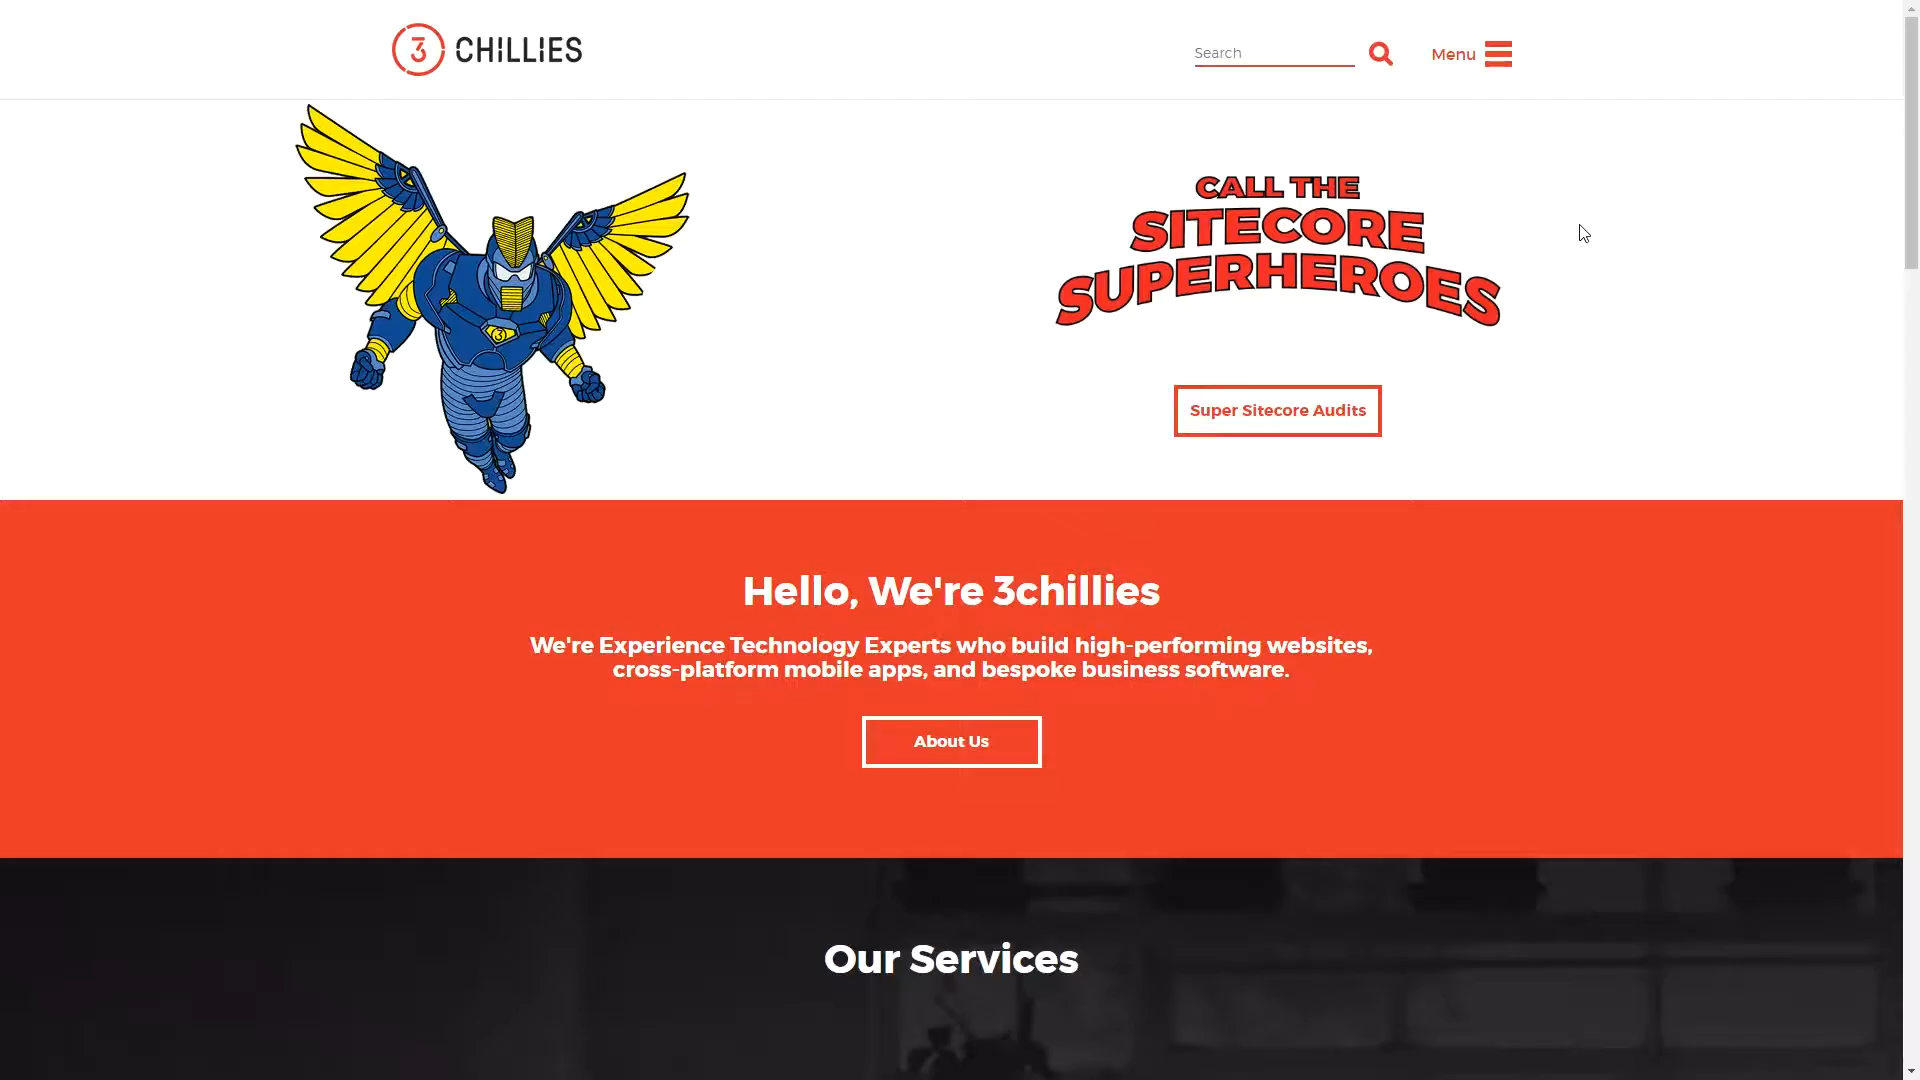 3 CHILLIES
Search
Menu
CALL THE
SITECORE
SUPERHEROES
3
Super Sitecore Audits
Hello, We're 3chillies
We're Experience Technology Experts who build high-performing websites,
cross-platform mobile apps, and bespoke business software.
About Us
Our Services